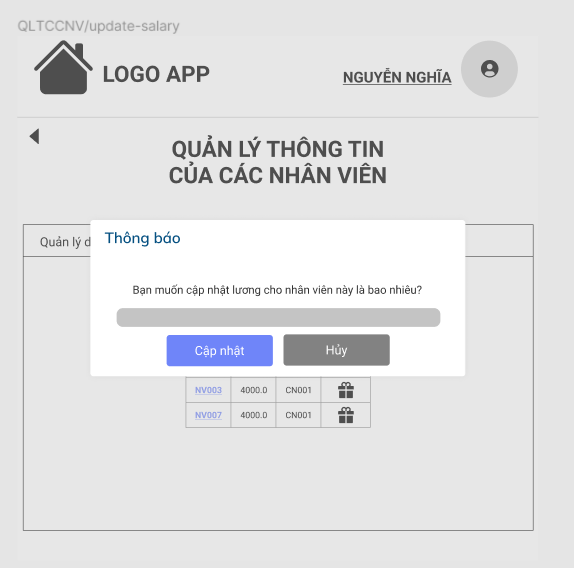 QLTCCNV/update-salary
LOGO APP
NGUYỄN NGHĨA
QUẢN LÝ THÔNG TIN
CỦA CÁC NHÂN VIÊN
Quản lý d
Thông báo
Bạn muốn cập nhật lương cho nhân viên này là bao nhiêu?
Cập nhật Hủy
NV003 4000.0 CN001
NV007 4000.0 CN001